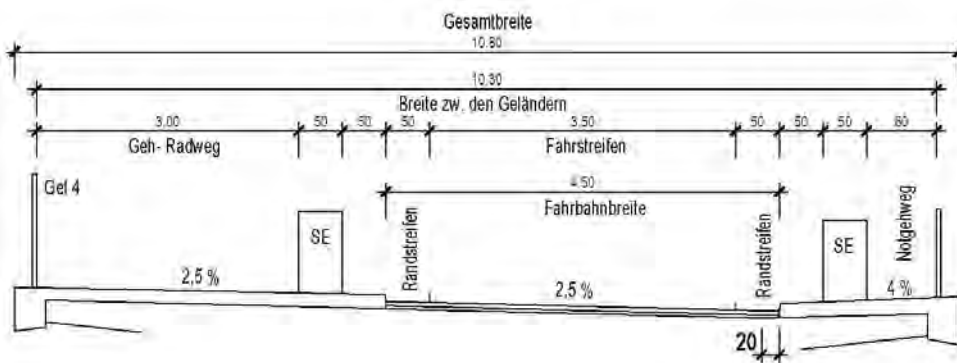 Gesamtbreite
10.80
10.30
Breite zw. den Geländern
3.00 50 50 50 3.50 50 50 50 80
Geh- Radweg Fahrstreifen
Gel 4
4.50
Fahrbahnbreite
SE
Randstreifen
Randstreifen
SE
Notgehweg
2,5 %
2,5 %
4 %
20